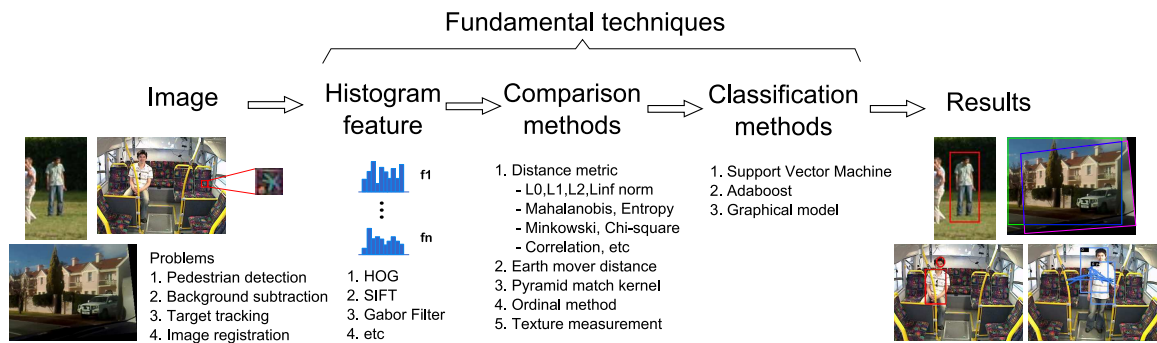 Fundamental techniques
Image
Histogram
feature
Comparison
methods
Classification
methods
Results
f1
fn
Problems
1. Pedestrian detection
2. Background subtraction
3. Target tracking
4. Image registration
1. HOG
2. SIFT
3. Gabor Filter
4. etc
1. Distance metric
- L0,L1,L2,Linf norm
- Mahalanobis, Entropy
- Minkowski, Chi-square
- Correlation, etc
2. Earth mover distance
3. Pyramid match kernel
4. Ordinal method
5. Texture measurement
1. Support Vector Machine
2. Adaboost
3. Graphical model